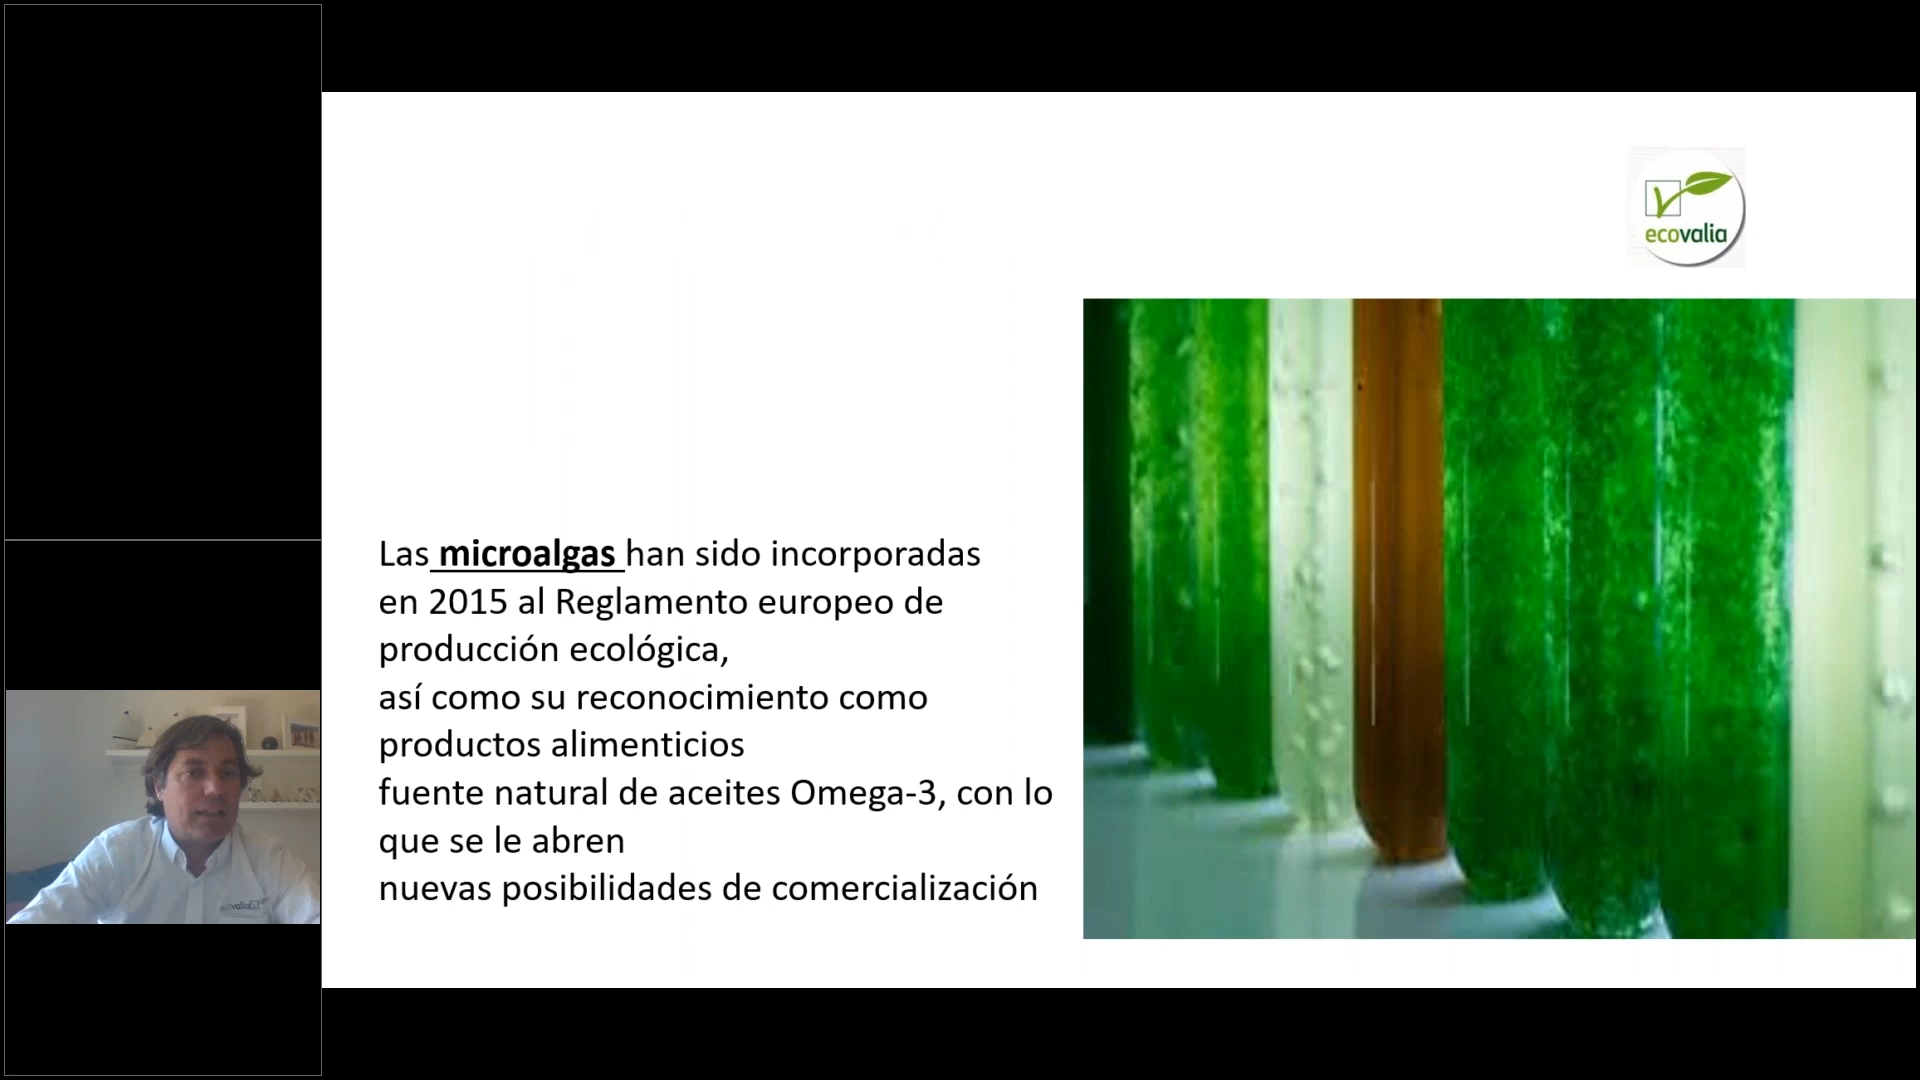 ecovalia
Las microalgas han sido incorporadas
en 2015 al Reglamento europeo de
producción ecológica,
así como su reconocimiento como
productos alimenticios
fuente natural de aceites Omega-3, con lo
que se le abren
nuevas posibilidades de comercialización
ecovalia